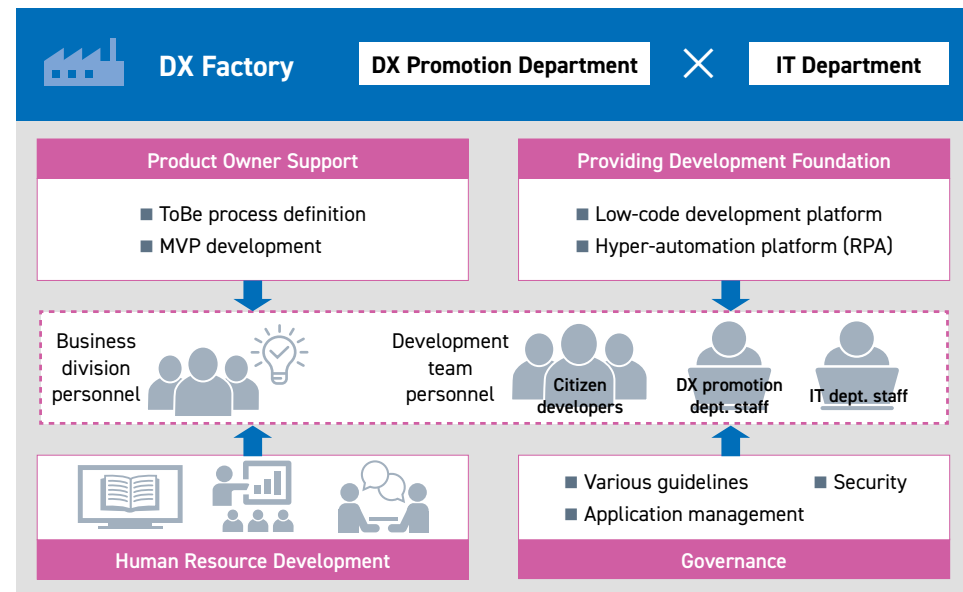 DX Factory
DX Promotion Department
IT Department
Product Owner Support
■ ToBe process definition
■ MVP development
Providing Development Foundation
■ Low-code development platform
■ Hyper-automation platform (RPA)
Business
division
personnel
Development
team
personnel
Citizen
developers
DX promotion
dept. staff
IT dept. staff
Human Resource Development
■ Various guidelines
■ Security
■ Application management
Governance